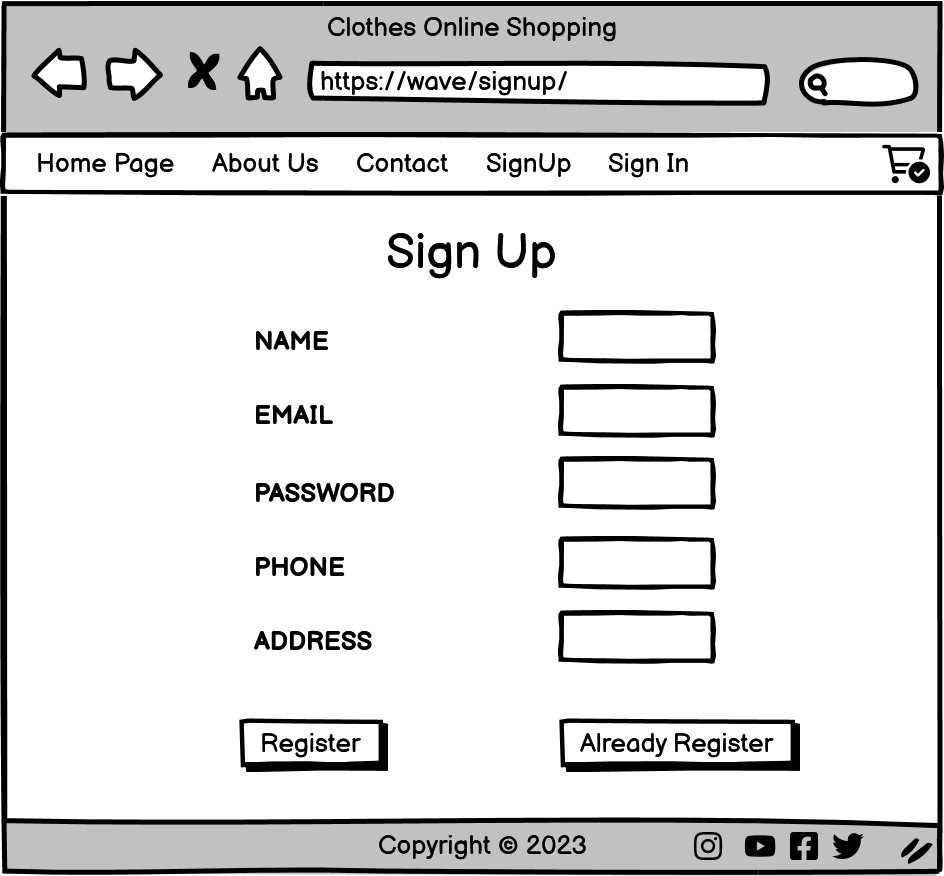 Clothes Online Shopping
https://wave/signup/
Home Page About Us Contact SignUp Sign In
Sign Up
NAME
EMAIL
PASSWORD
PHONE
ADDRESS
Register Already Register
Copyright © 2023